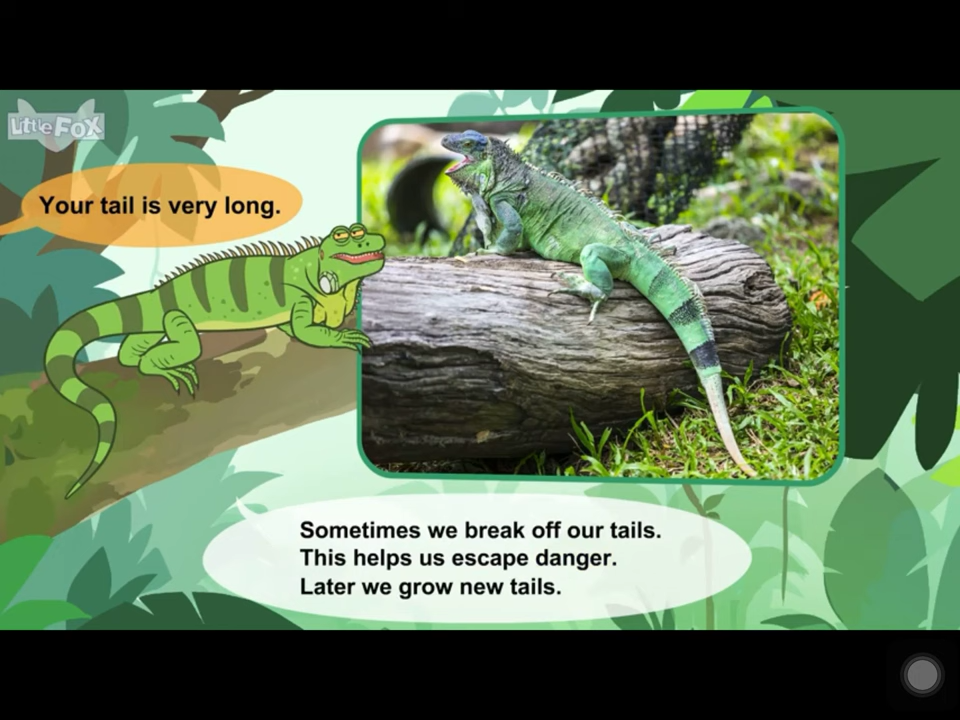 Little Fox
Your tail is very long.
Sometimes we break off our tails.
This helps us escape danger.
Later we grow new tails.